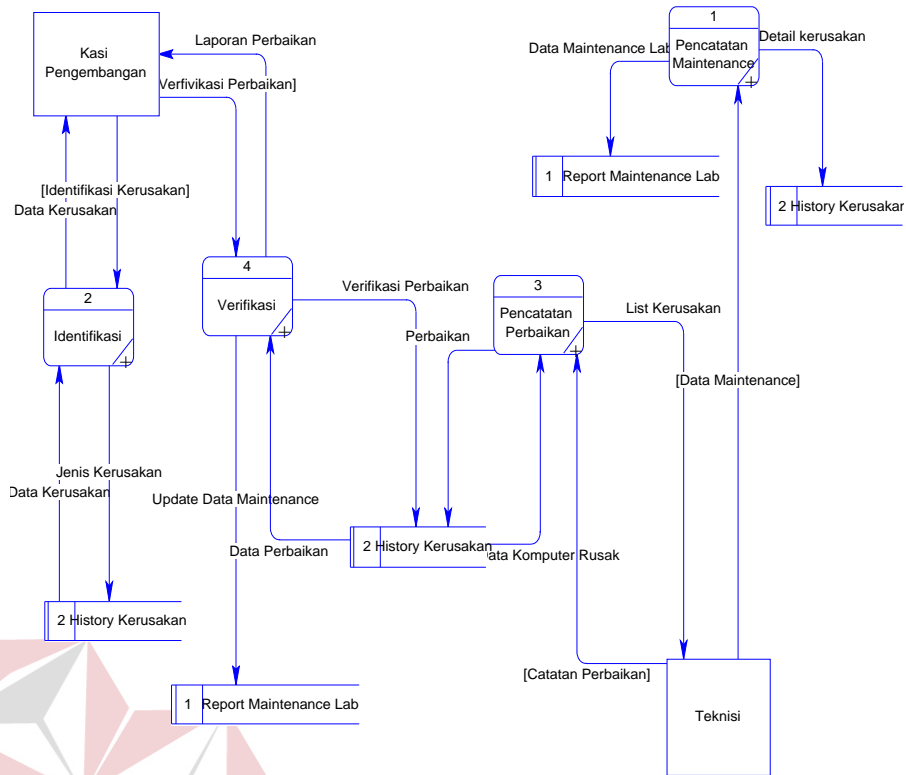 Kasi
Pengembangan
Laporan Perbaikan
Verfivikasi Perbaikan]
Data Maintenance Lab
1
Pencatatan
Maintenance
Detail kerusakan
+
1 Report Maintenance Lab
2 History Kerusakan
[Identifikasi Kerusakan]
Data Kerusakan
2
Identifikasi
+
4
Verifikasi
+
Verifikasi Perbaikan
Perbaikan
3
Pencatatan
Perbaikan
+
List Kerusakan
[Data Maintenance]
Jenis Kerusakan
Data Kerusakan
Update Data Maintenance
Data Perbaikan
2 History Kerusakan
ata Komputer Rusak
2 History Kerusakan
[Catatan Perbaikan]
1 Report Maintenance Lab
Teknisi